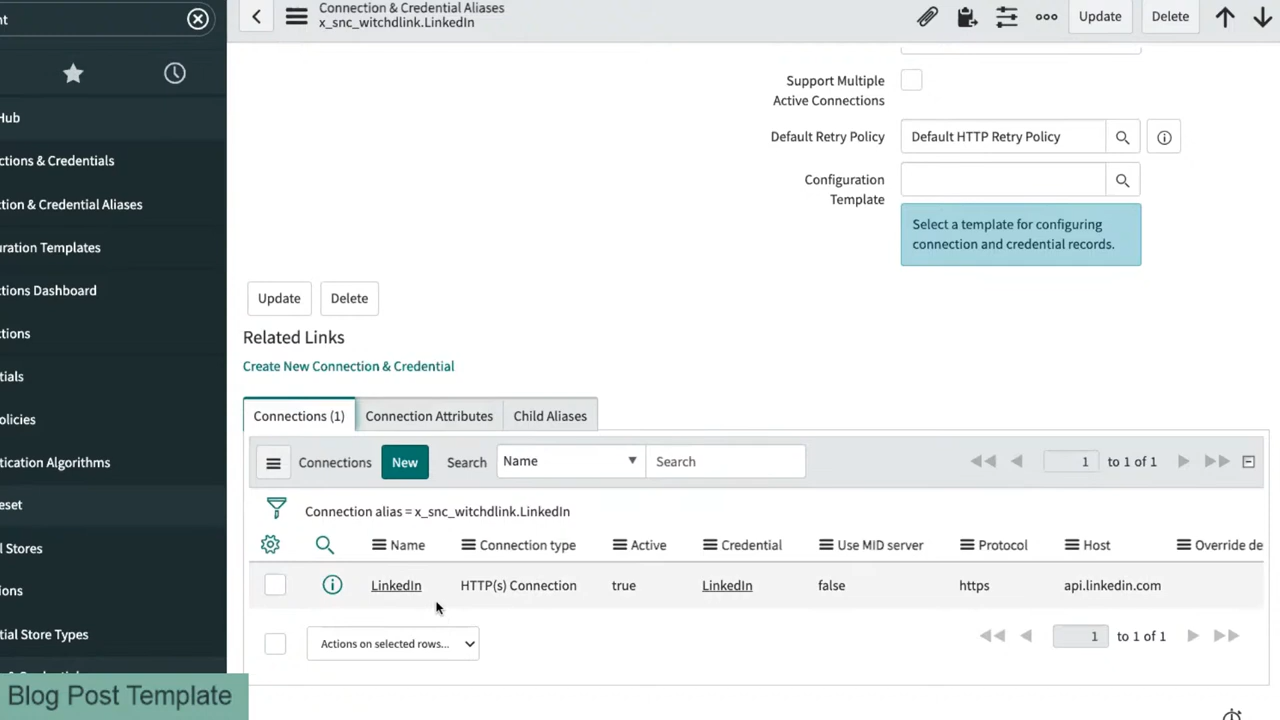 nt
Connection & Credential Aliases
x_snc_witchdlink.LinkedIn
Update
Delete
Hub
ctions & Credentials
ction & Credential Aliases
uration Templates
ctions Dashboard
ctions
tials
olicies
tication Algorithms
eset
l Stores
ions
tial Store Types
Support Multiple
Active Connections
Default Retry Policy
Default HTTP Retry Policy
Configuration
Template
Select a template for configuring
connection and credential records.
Update
Delete
Related Links
Create New Connection & Credential
Connections (1)
Connection Attributes
Child Aliases
Connections
New
Search
Name
Search
1
to 1 of 1
Connection alias = x_snc_witchdlink.LinkedIn
Name
Connection type
Active
Credential
Use MID server
Protocol
Host
Override de
LinkedIn
HTTP(s) Connection
true
LinkedIn
false
https
api.linkedin.com
Actions on selected rows...
1
to 1 of 1
Blog Post Template